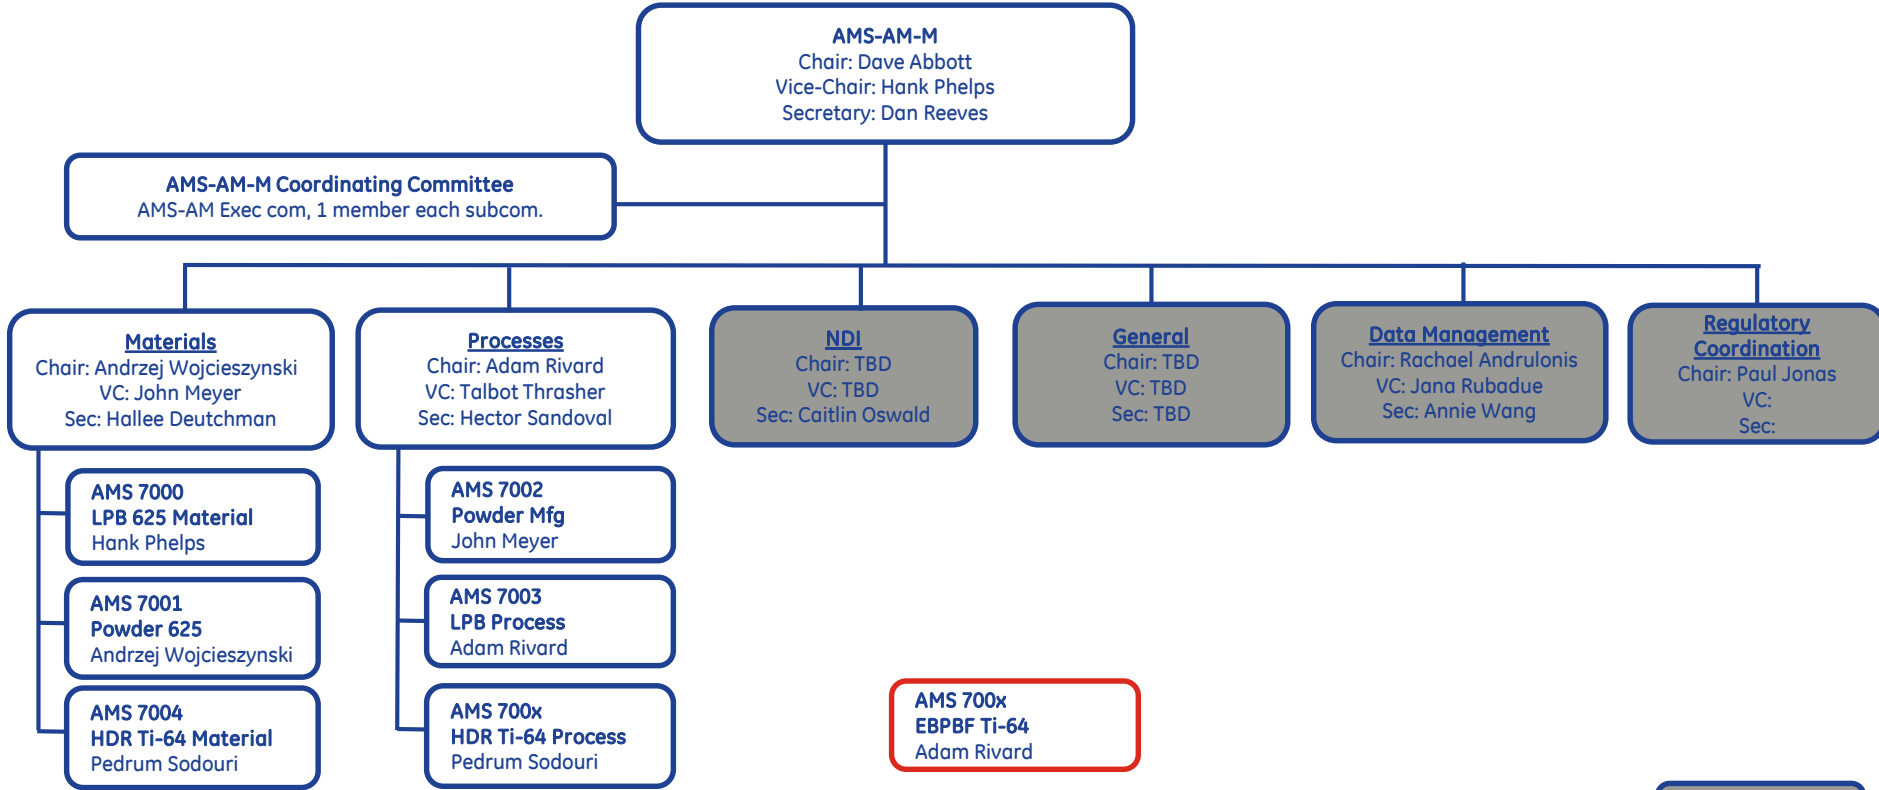 AMS-AM-M
Chair: Dave Abbott
Vice-Chair: Hank Phelps
Secretary: Dan Reeves
AMS-AM-M Coordinating Committee
AMS-AM Exec com, 1 member each subcom.
Materials
Chair: Andrzej Wojcieszynski
VC: John Meyer
Sec: Hallee Deutchman
Processes
Chair: Adam Rivard
VC: Talbot Thrasher
Sec: Hector Sandoval
NDI
Chair: TBD
VC: TBD
Sec: Caitlin Oswald
General
Chair: TBD
VC: TBD
Sec: TBD
Data Management
Chair: Rachael Andrulonis
VC: Jana Rubadue
Sec: Annie Wang
Regulatory
Coordination
Chair: Paul Jonas
VC:
Sec:
AMS 7000
LPB 625 Material
Hank Phelps
AMS 7001
Powder 625
Andrzej Wojcieszynski
AMS 7004
HDR Ti-64 Material
Pedrum Sodouri
AMS 7002
Powder Mfg
John Meyer
AMS 7003
LPB Process
Adam Rivard
AMS 700x
HDR Ti-64 Process
Pedrum Sodouri
AMS 700x
EBPBF Ti-64
Adam Rivard